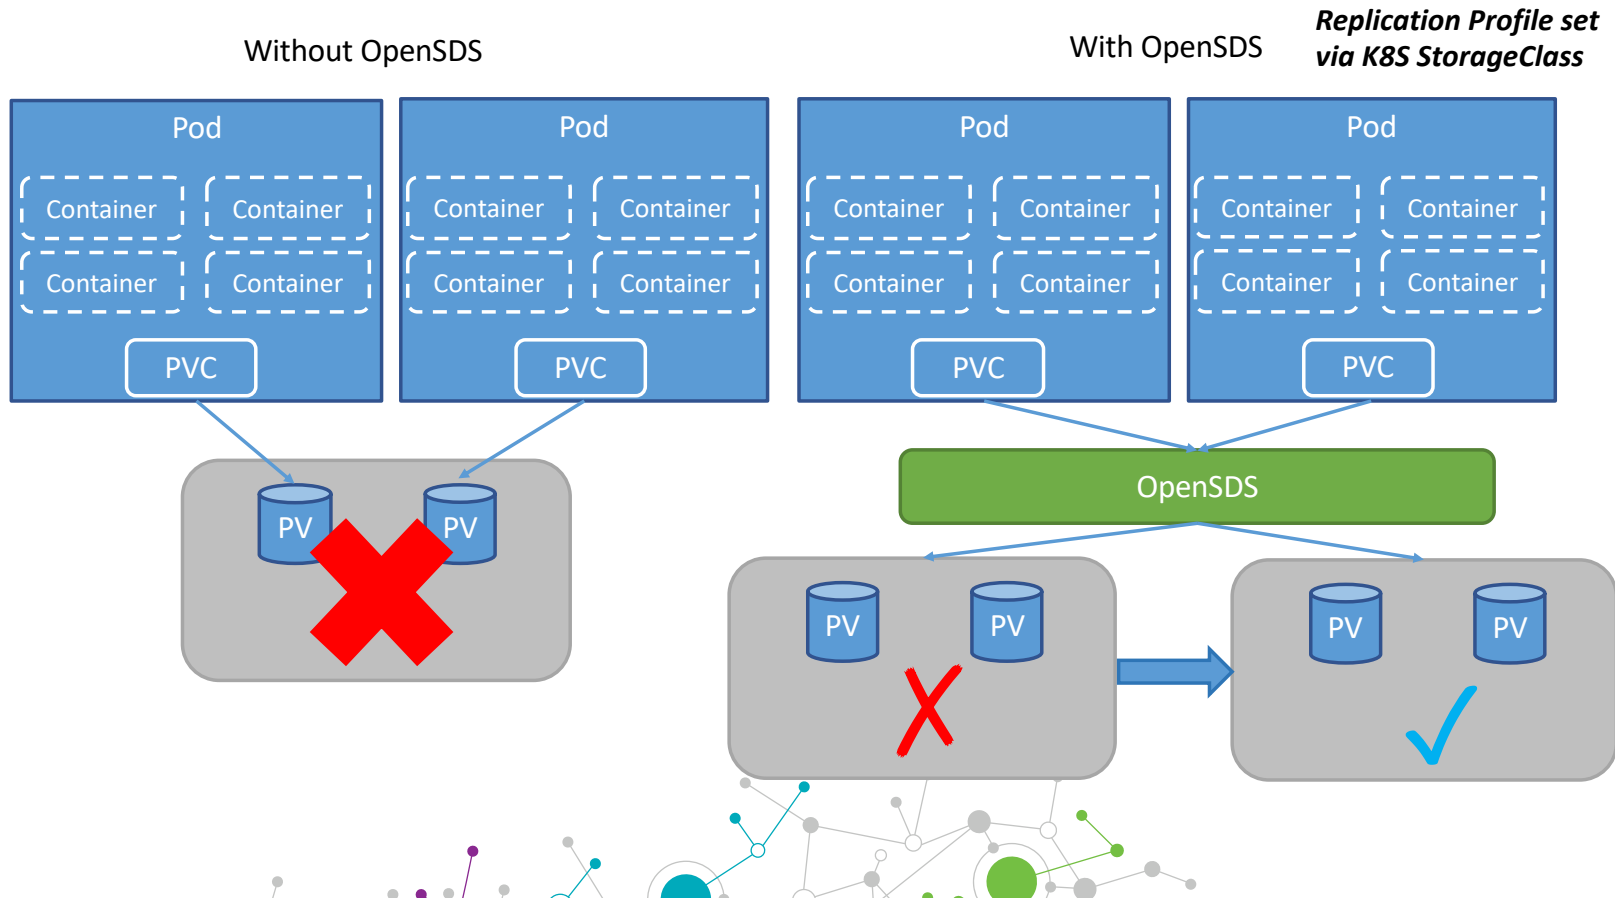 Without OpenSDS
With OpenSDS
Replication Profile set
via K8S StorageClass
Pod
Container Container
Container Container
PVC
Pod
Container Container
Container Container
PVC
Pod
Container Container
Container Container
PVC
Pod
Container Container
Container Container
PVC
PV PV
OpenSDS
PV PV
PV PV